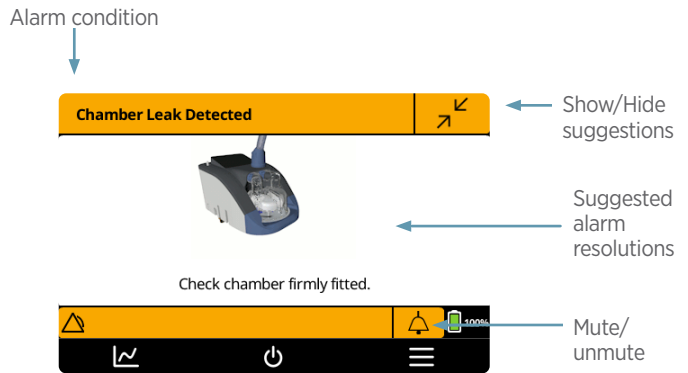 Alarm condition
Chamber Leak Detected
Show/Hide
suggestions
Suggested
alarm
resolutions
Check chamber firmly fitted.
100%
Mute/
unmute